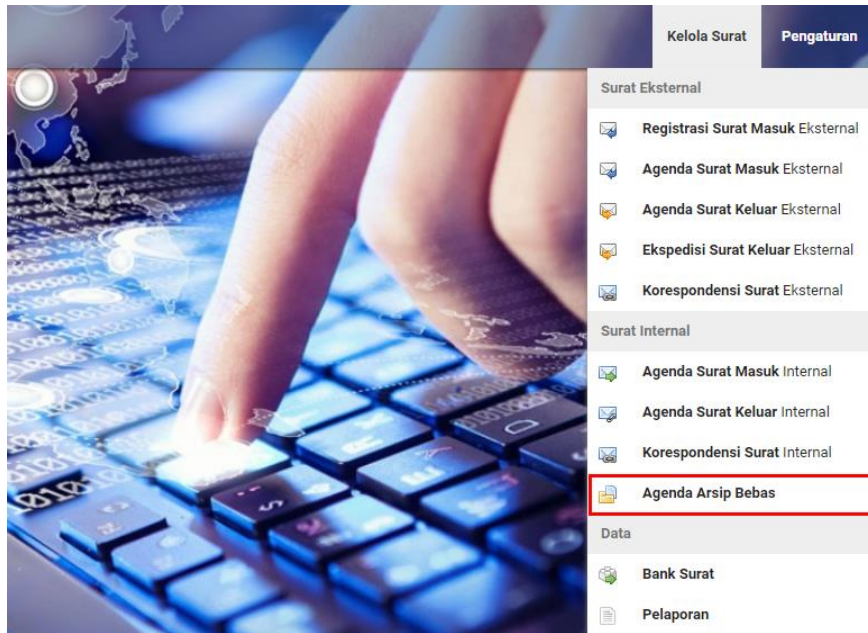 Kelola Surat
Pengaturan
Surat Eksternal
Registrasi Surat Masuk Eksternal
Agenda Surat Masuk Eksternal
Agenda Surat Keluar Eksternal
Ekspedisi Surat Keluar Eksternal
Korespondensi Surat Eksternal
Surat Internal
Agenda Surat Masuk Internal
Agenda Surat Keluar Internal
Korespondensi Surat Internal
Agenda Arsip Bebas
Data
Bank Surat
Pelaporan